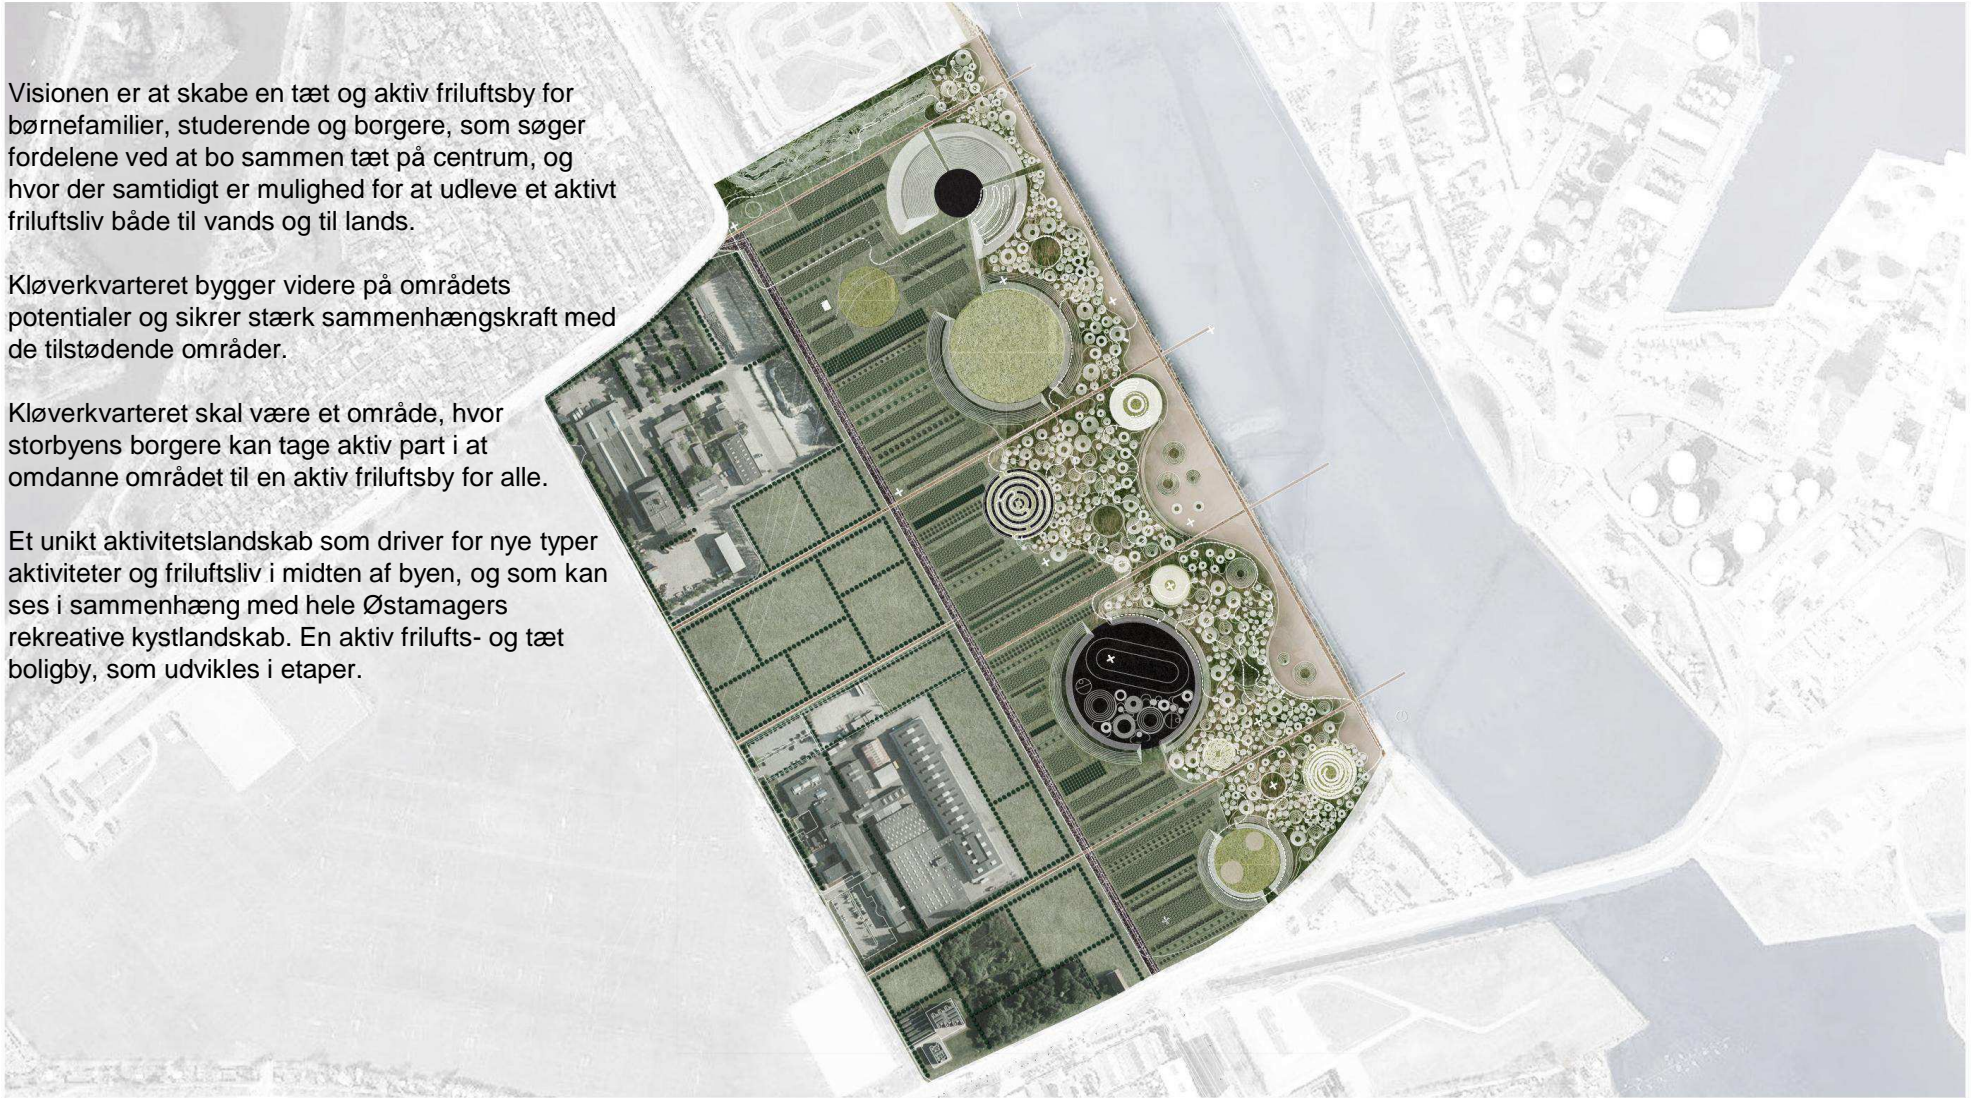 Visionen er at skabe en tæt og aktiv friluftsby for
børnefamilier, studerende og borgere, som søger
fordelene ved at bo sammen tæt på centrum, og
hvor der samtidigt er mulighed for at udleve et aktivt
friluftsliv både til vands og til lands.
Kløverkvarteret bygger videre på områdets
potentialer og sikrer stærk sammenhængskraft med
de tilstødende områder.
Kløverkvarteret skal være et område, hvor
storbyens borgere kan tage aktiv part i at
omdanne området til en aktiv friluftsby for alle.
Et unikt aktivitetslandskab som driver for nye typer
aktiviteter og friluftsliv i midten af byen, og som kan
ses i sammenhæng med hele Østamagers
rekreative kystlandskab. En aktiv frilufts- og tæt
boligby, som udvikles i etaper.